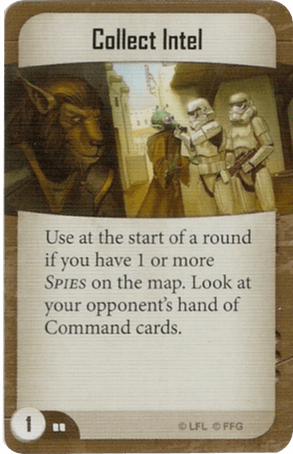 Collect Intel
Use at the start of a round
if you have 1 or more
SPIES on the map. Look at
your opponent's hand of
Command cards.
1
© LFL © FFG